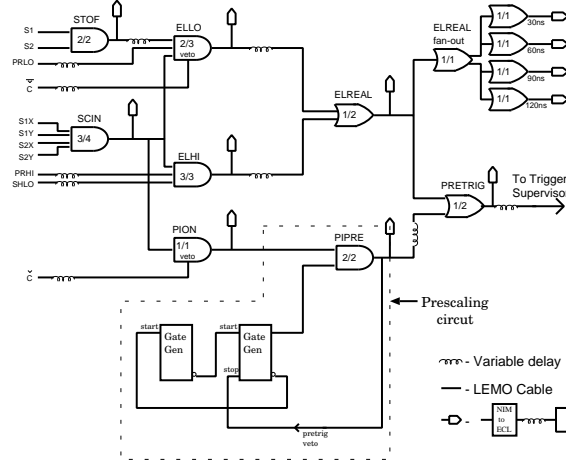 STOF
S1
S2
2/2
PRLO
C
ELLO
2/3
veto
ELREAL
fan-out
1/1
1/1
30ns
1/1
60ns
1/1
90ns
1/1
120ns
SCIN
S1X
S1Y
S2X
S2Y
3/4
ELREAL
1/2
PRHI
SHLO
ELHI
3/3
PRETRIG
1/2
To Trigger
Supervisor
PION
1/1
veto
C
PIPRE
2/2
Prescaling
circut
start
Gate
Gen
start
Gate
Gen
stop
pretrig
veto
- Variable delay
- LEMO Cable
-
NIM
to
ECL